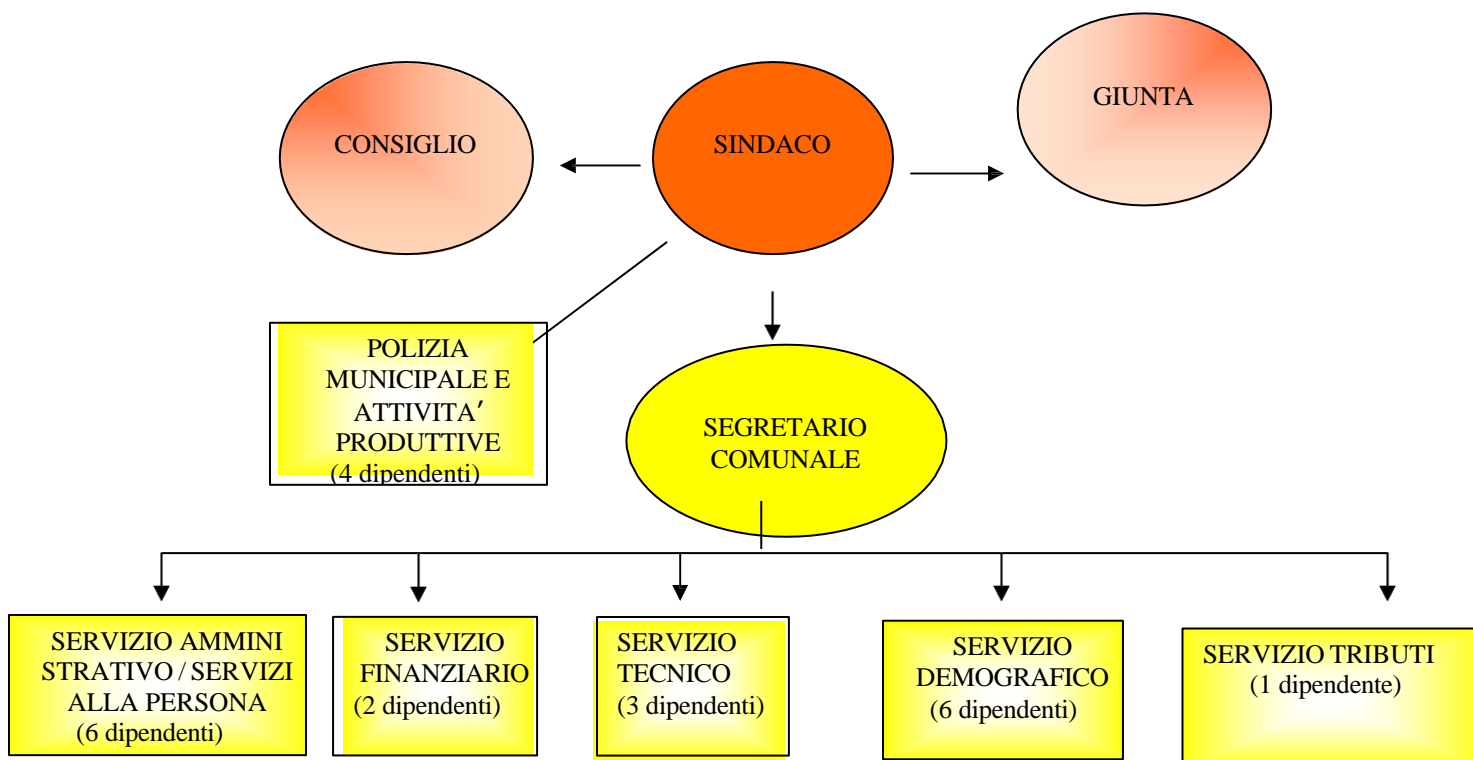 GIUNTA
CONSIGLIO
SINDACO
POLIZIA
MUNICIPALE E
ATTIVITA’
PRODUTTIVE
(4 dipendenti)
SEGRETARIO
COMUNALE
SERVIZIO AMMINI
STRATIVO / SERVIZI
ALLA PERSONA
(6 dipendenti)
SERVIZIO
FINANZIARIO
(2 dipendenti)
SERVIZIO
TECNICO
(3 dipendenti)
SERVIZIO
DEMOGRAFICO
(6 dipendenti)
SERVIZIO TRIBUTI
(1 dipendente)